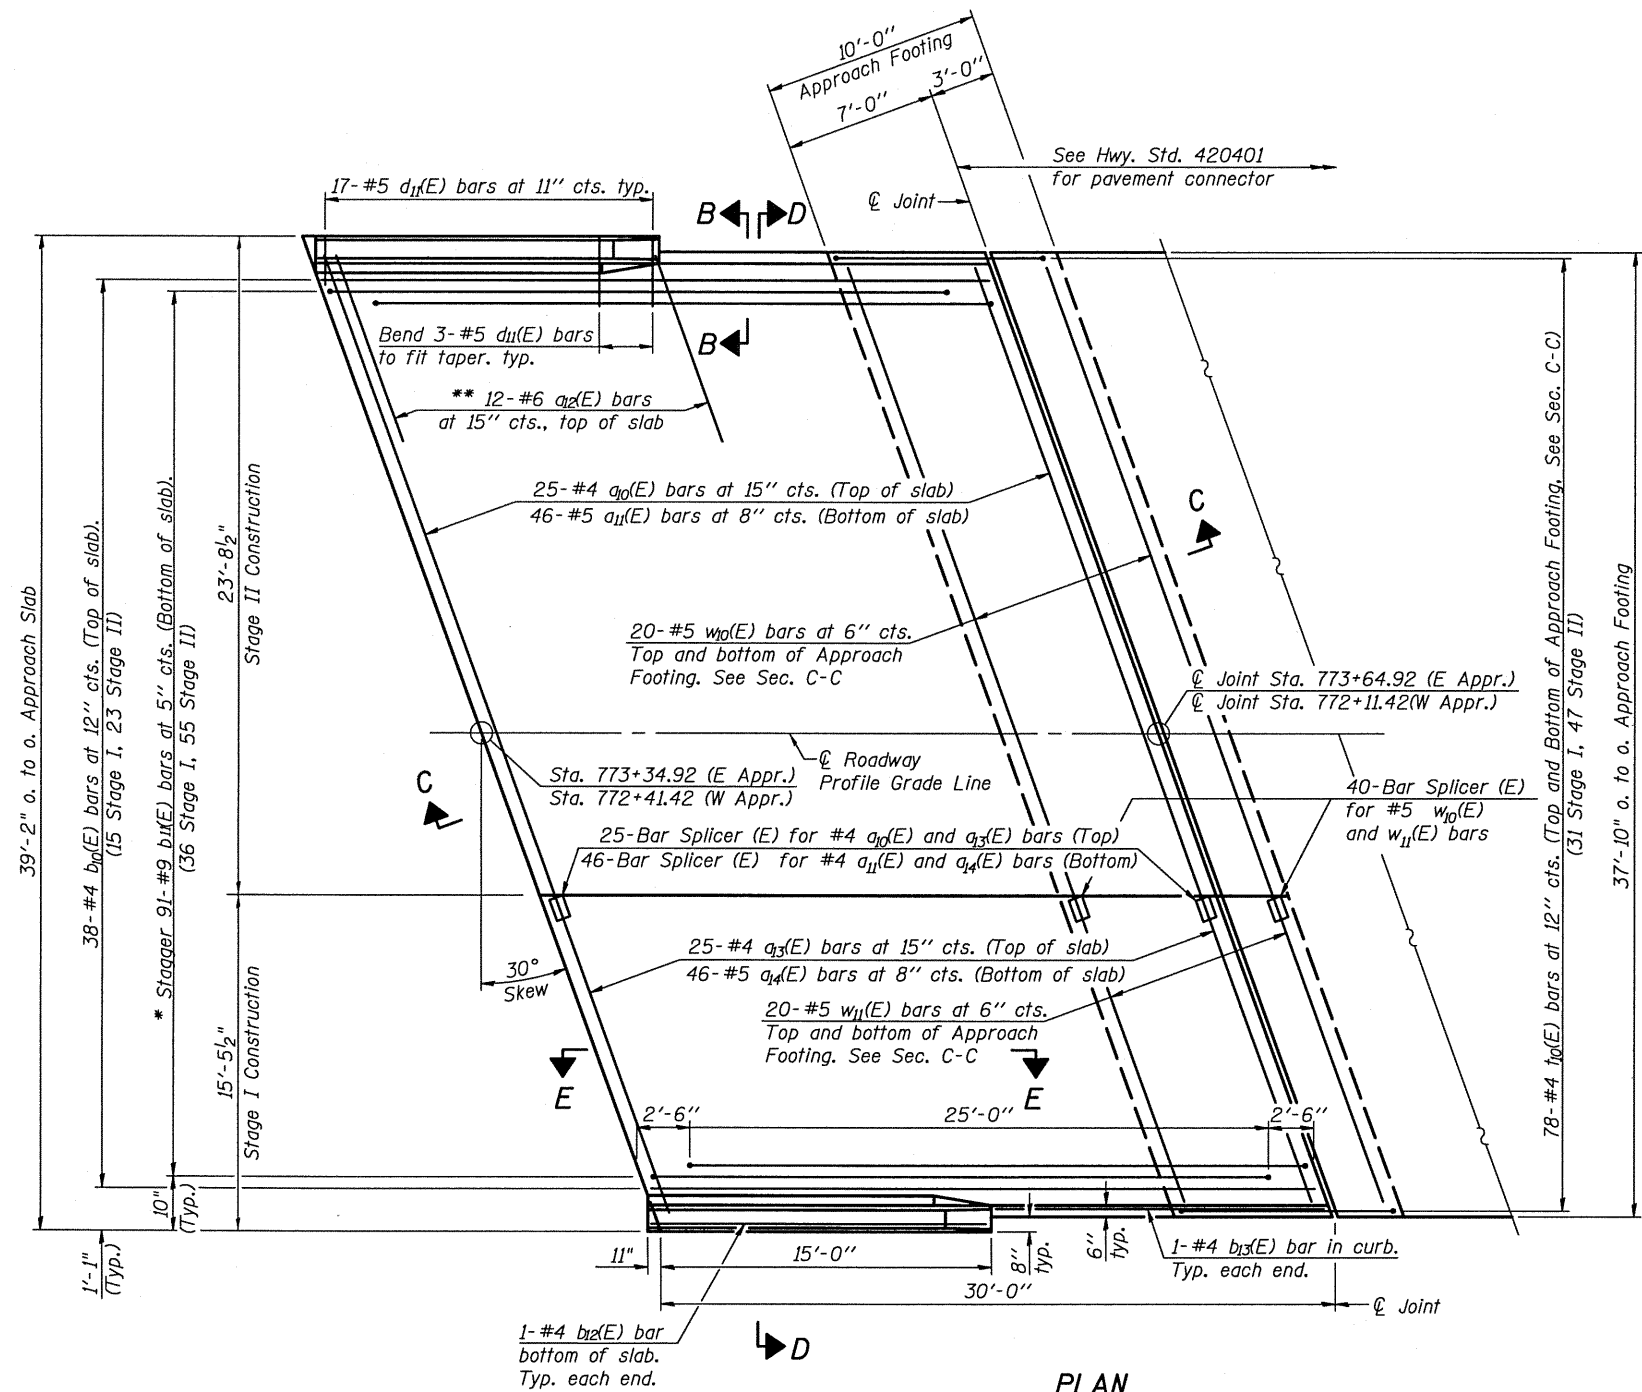 10'-0"
Approach Footing
7'-0"
3'-0"
See Hwy. Std. 420401
for pavement connector
℄ Joint
17-#5 d11(E) bars at 11" cts. typ.
B
D
B
Bend 3-#5 d11(E) bars
to fit taper. typ.
** 12-#6 a12(E) bars
at 15" cts., top of slab
25-#4 a10(E) bars at 15" cts. (Top of slab)
46-#5 a11(E) bars at 8" cts. (Bottom of slab)
C
20-#5 w10(E) bars at 6" cts.
Top and bottom of Approach
Footing. See Sec. C-C
℄ Joint Sta. 773+64.92 (E Appr.)
℄ Joint Sta. 772+11.42(W Appr.)
℄ Roadway
Profile Grade Line
Sta. 773+34.92 (E Appr.)
Sta. 772+41.42 (W Appr.)
C
40-Bar Splicer (E)
for #5 w10(E)
and w11(E) bars
25-Bar Splicer (E) for #4 a10(E) and a13(E) bars (Top)
46-Bar Splicer (E) for #4 a11(E) and a14(E) bars (Bottom)
25-#4 a13(E) bars at 15" cts. (Top of slab)
46-#5 a14(E) bars at 8" cts. (Bottom of slab)
30°
Skew
20-#5 w11(E) bars at 6" cts.
Top and bottom of Approach
Footing. See Sec. C-C
E
E
2'-6"
25'-0"
2'-6"
39'-2" o. to o. Approach Slab
38-#4 b10(E) bars at 12" cts. (Top of slab).
(15 Stage I, 23 Stage II)
* Stagger 91-#9 b11(E) bars at 5" cts. (Bottom of slab).
(36 Stage I, 55 Stage II)
23'-8½"
Stage II Construction
15'-5½"
Stage I Construction
10"
(Typ.)
1'-1"
(Typ.)
78-#4 t10(E) bars at 12" cts. (Top and Bottom of Approach Footing, See Sec. C-C)
(31 Stage I, 47 Stage II)
37'-10" o. to o. Approach Footing
11"
15'-0"
8"
typ.
6"
typ.
1-#4 b13(E) bar in curb.
Typ. each end.
30'-0"
℄ Joint
1-#4 b12(E) bar
bottom of slab.
Typ. each end.
D
PLAN